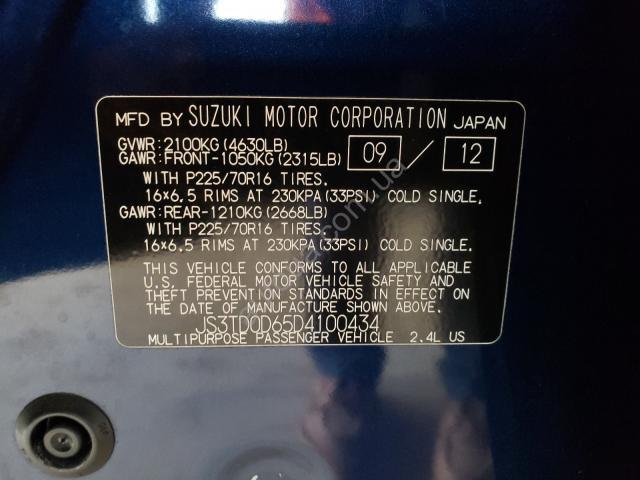 MFD BY SUZUKI MOTOR CORPORATION JAPAN
GVWR:2100KG(4630LB)
GAWR:FRONT-1050KG(2315LB) 09 / 12
WITH P225/70R16 TIRES.
16×6.5 RIMS AT 230KPA(33PSI) COLD SINGLE.
GAWR:REAR-1210KG(2668LB)
WITH P225/70R16 TIRES.
16×6.5 RIMS AT 230KPA(33PSI) COLD SINGLE.
THIS VEHICLE CONFORMS TO ALL APPLICABLE
U.S. FEDERAL MOTOR VEHICLE SAFETY AND
THEFT PREVENTION STANDARDS IN EFFECT ON
THE DATE OF MANUFACTURE SHOWN ABOVE.
JS3TD0D65D4100434
MULTIPURPOSE PASSENGER VEHICLE 2.4L US